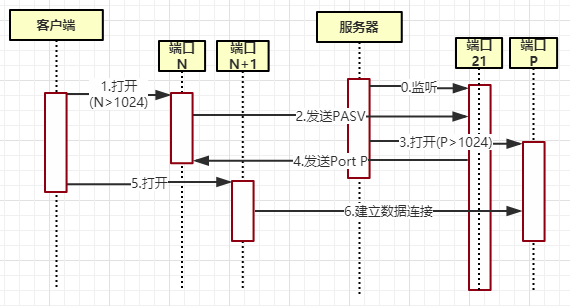 客户端
端口
N
端口
N+1
服务器
端口
21
端口
P
0.监听
1.打开
(N>1024)
2.发送PASV
3.打开(P>1024)
4.发送Port P
5.打开
6.建立数据连接